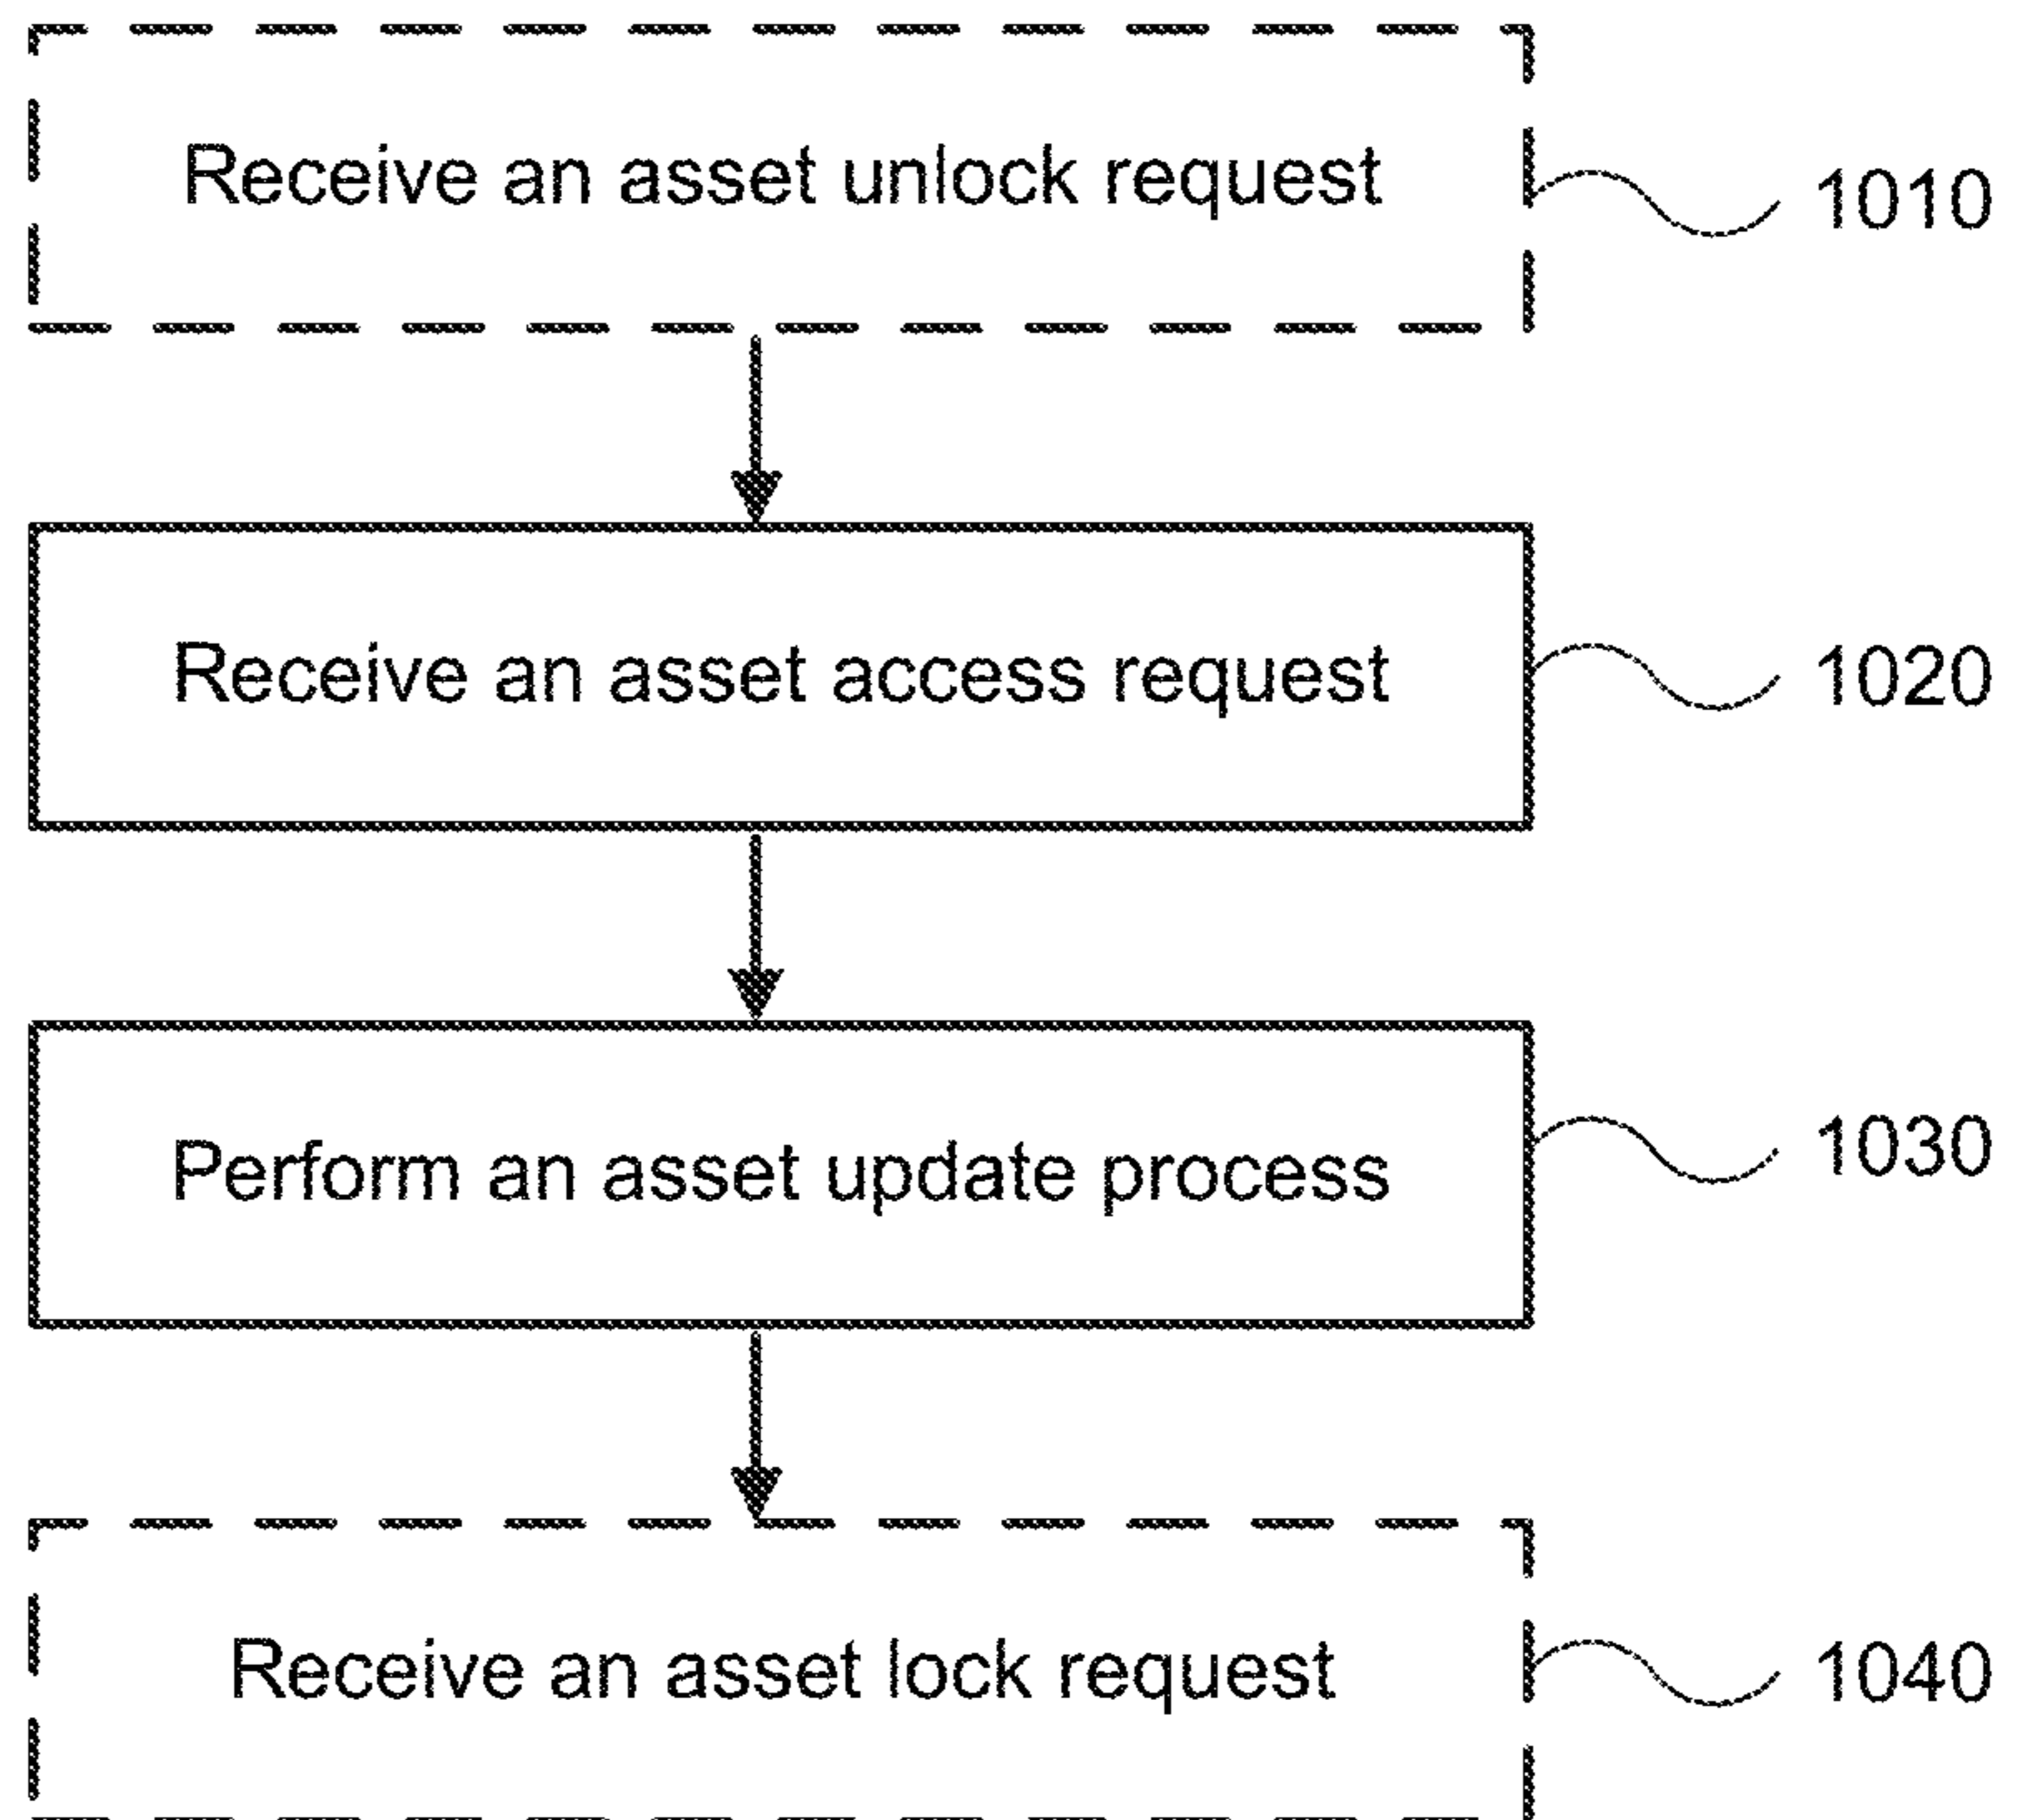 Receive an asset unlock request
1010
Receive an asset access request
1020
Perform an asset update process
1030
Receive an asset lock request
1040